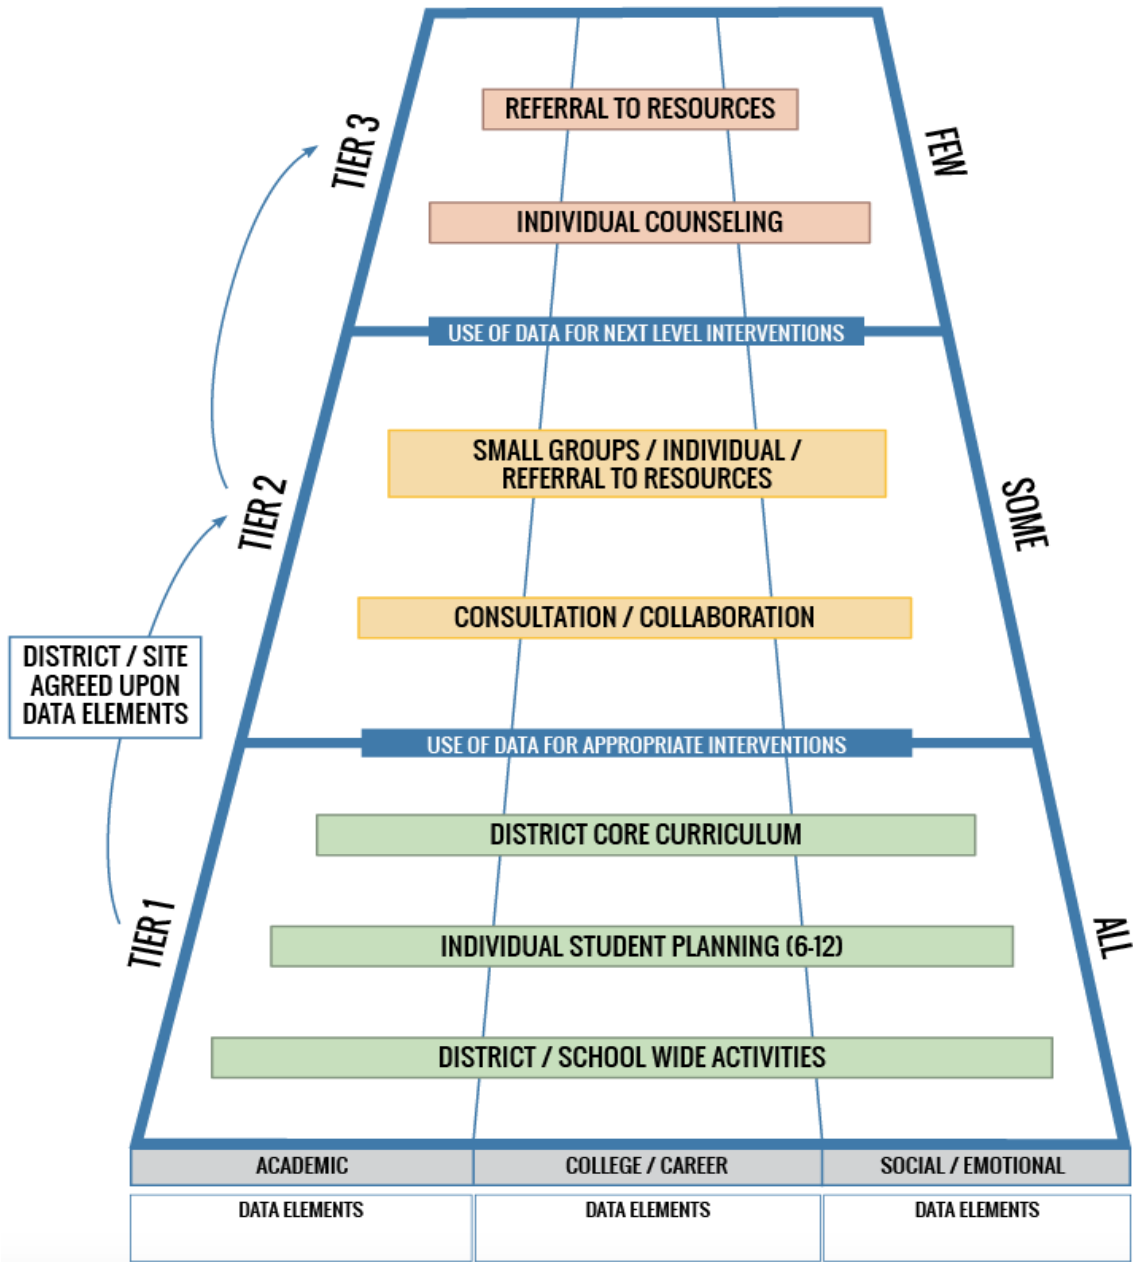 TIER 3
FEW
REFERRAL TO RESOURCES
INDIVIDUAL COUNSELING
USE OF DATA FOR NEXT LEVEL INTERVENTIONS
TIER 2
SOME
SMALL GROUPS / INDIVIDUAL /
REFERRAL TO RESOURCES
CONSULTATION / COLLABORATION
DISTRICT / SITE
AGREED UPON
DATA ELEMENTS
USE OF DATA FOR APPROPRIATE INTERVENTIONS
TIER 1
ALL
DISTRICT CORE CURRICULUM
INDIVIDUAL STUDENT PLANNING (6-12)
DISTRICT / SCHOOL WIDE ACTIVITIES
ACADEMIC
COLLEGE / CAREER
SOCIAL / EMOTIONAL
DATA ELEMENTS
DATA ELEMENTS
DATA ELEMENTS